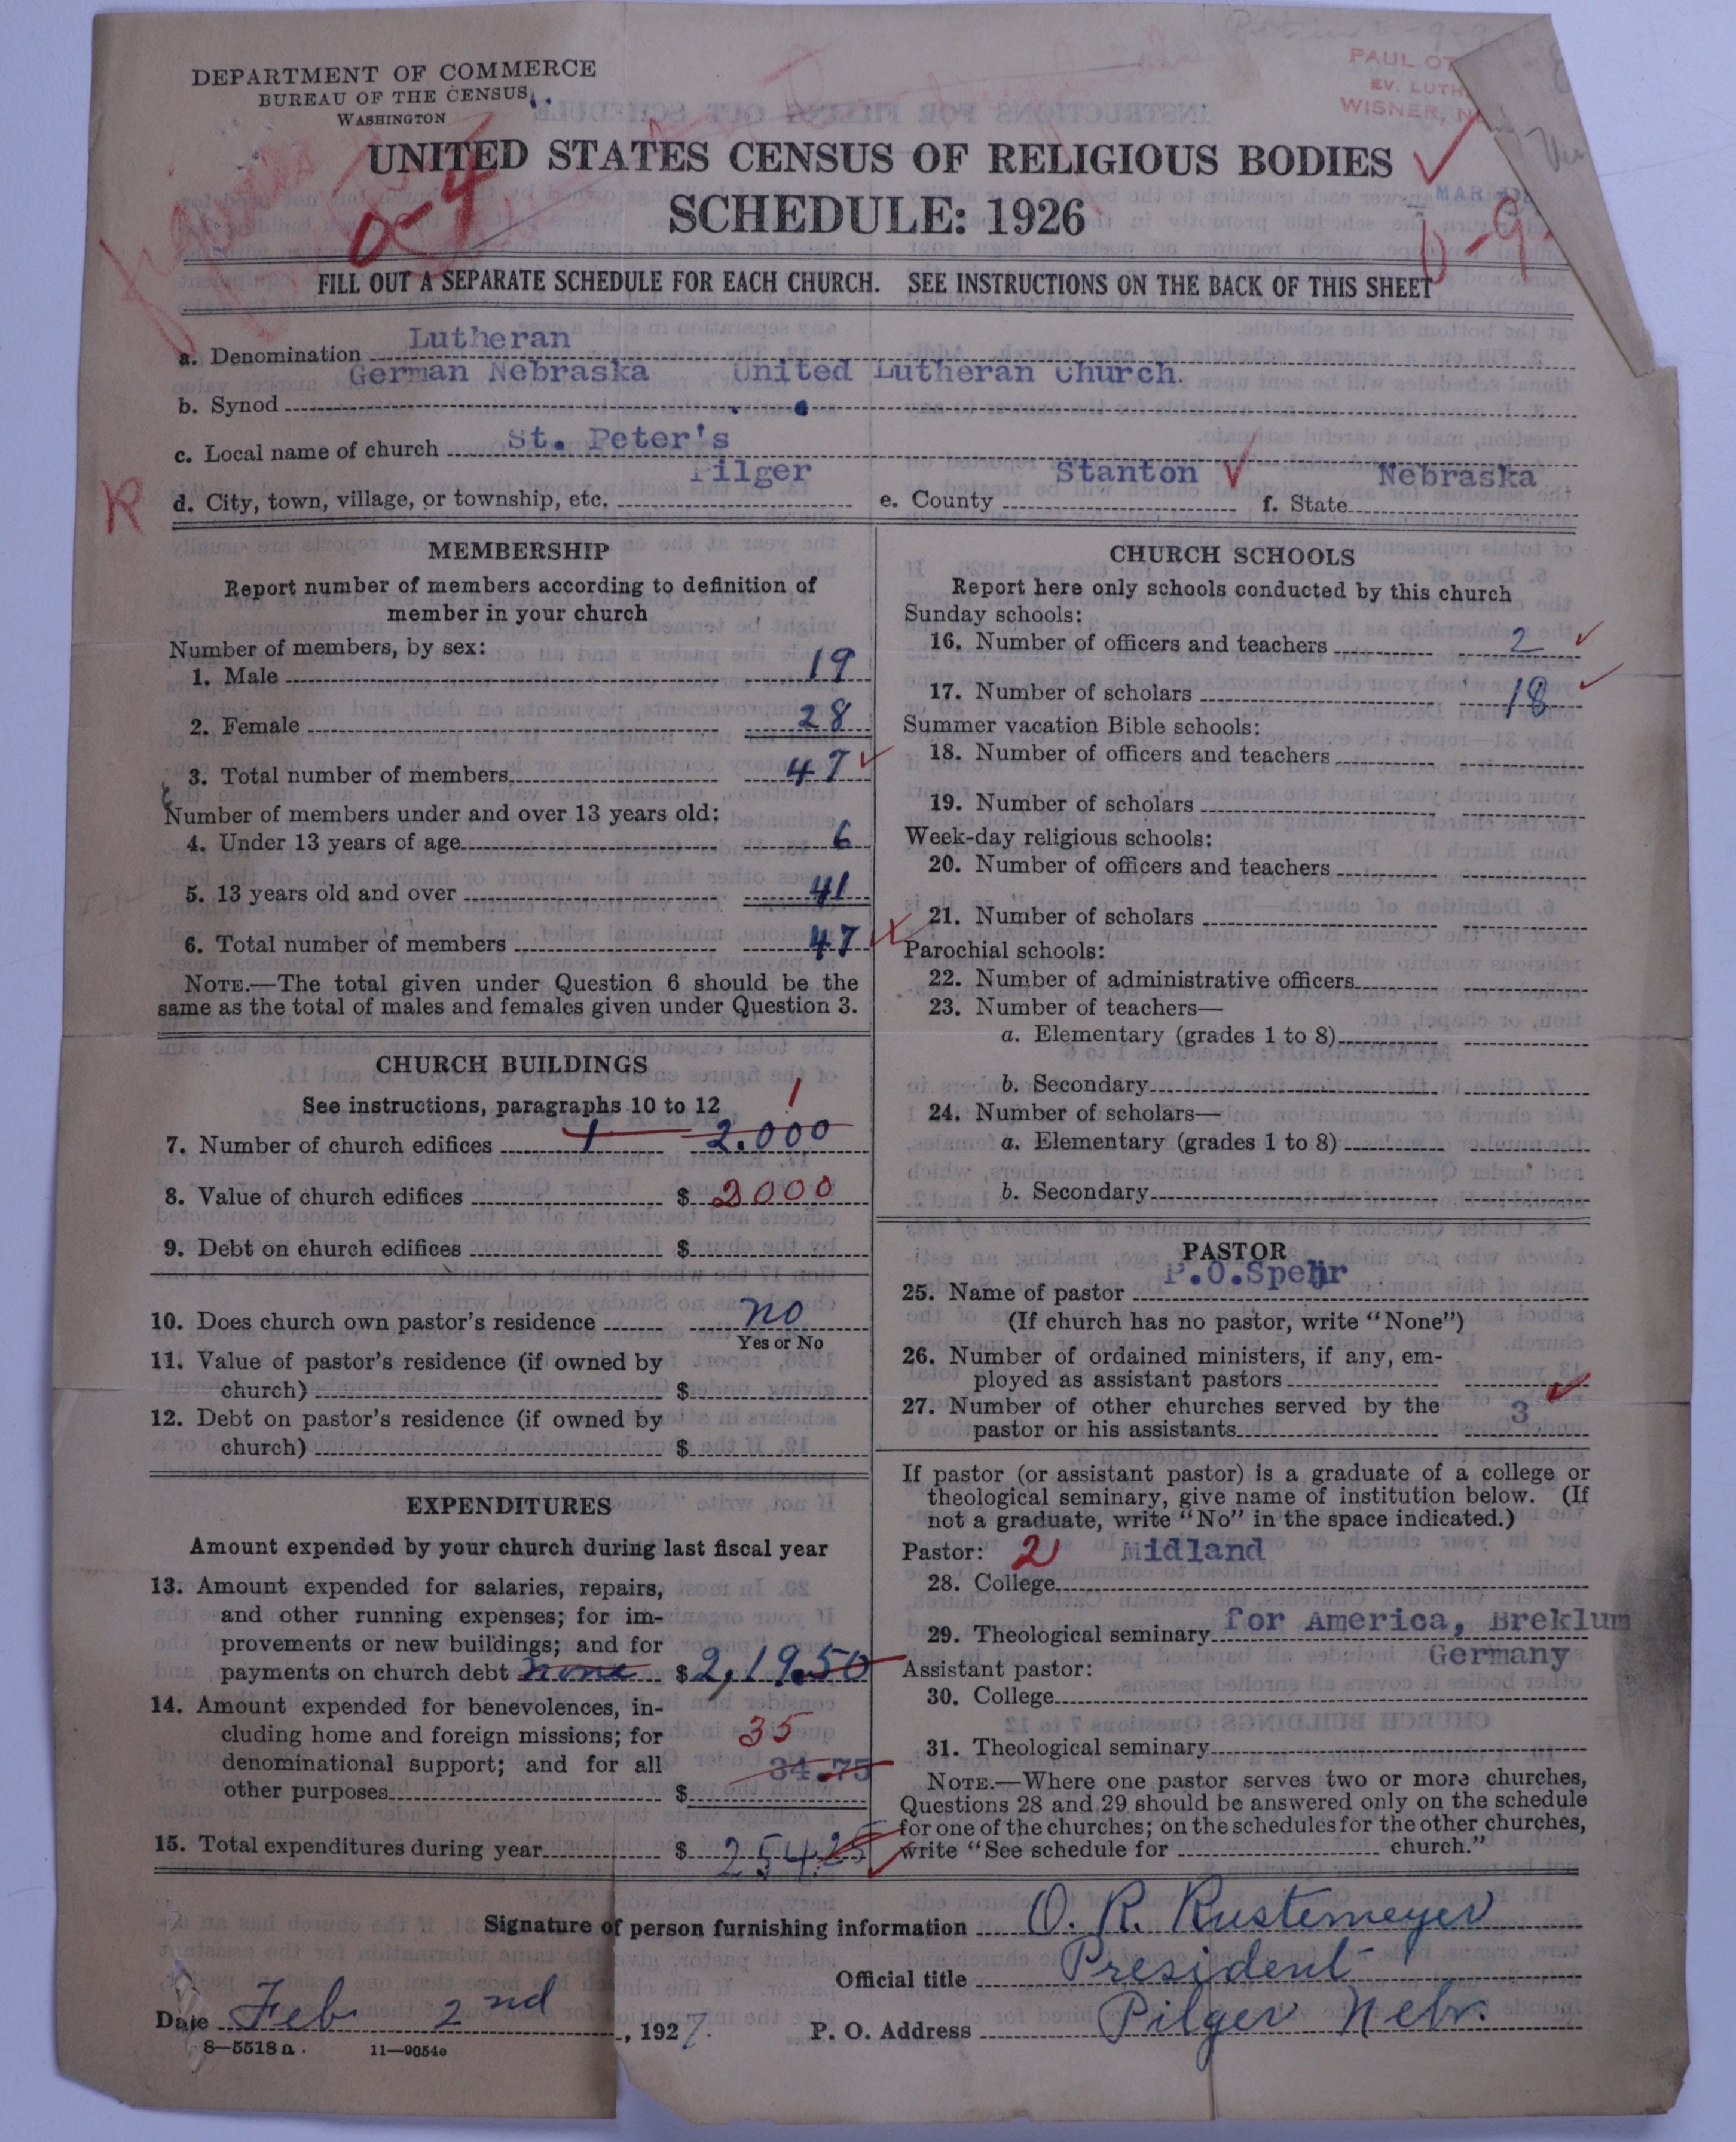 DEPARTMENT OF COMMERCE
BUREAU OF THE CENSUS
WASHINGTON
PAUL OT
EV. LUTH
WISNER, N
UNITED STATES CENSUS OF RELIGIOUS BODIES
MAR
SCHEDULE: 1926
0-4
0-9
FILL OUT A SEPARATE SCHEDULE FOR EACH CHURCH. SEE INSTRUCTIONS ON THE BACK OF THIS SHEET
a. Denomination Lutheran
German Nebraska United Lutheran Church.
b. Synod
c. Local name of church St. Peter's
R d. City, town, village, or township, etc. Pilger e. County Stanton f. State Nebraska
MEMBERSHIP
Report number of members according to definition of
member in your church
Number of members, by sex:
1. Male 19
2. Female 28
3. Total number of members 47
Number of members under and over 13 years old:
4. Under 13 years of age 6
5. 13 years old and over 41
6. Total number of members 47
NOTE.—The total given under Question 6 should be the
same as the total of males and females given under Question 3.
CHURCH BUILDINGS
See instructions, paragraphs 10 to 12
1
7. Number of church edifices 1 2.000
8. Value of church edifices $ 2000
9. Debt on church edifices $
10. Does church own pastor's residence no
Yes or No
11. Value of pastor's residence (if owned by
church) $
12. Debt on pastor's residence (if owned by
church) $
EXPENDITURES
Amount expended by your church during last fiscal year
13. Amount expended for salaries, repairs,
and other running expenses; for im-
provements or new buildings; and for
payments on church debt none $ 2,19.50
14. Amount expended for benevolences, in-
cluding home and foreign missions; for 35
denominational support; and for all 34.75
other purposes $
15. Total expenditures during year $ 254.25
CHURCH SCHOOLS
Report here only schools conducted by this church
Sunday schools:
16. Number of officers and teachers 2
17. Number of scholars 18
Summer vacation Bible schools:
18. Number of officers and teachers
19. Number of scholars
Week-day religious schools:
20. Number of officers and teachers
21. Number of scholars
Parochial schools:
22. Number of administrative officers
23. Number of teachers—
a. Elementary (grades 1 to 8)
b. Secondary
24. Number of scholars—
a. Elementary (grades 1 to 8)
b. Secondary
PASTOR
25. Name of pastor P.O.Spehr
(If church has no pastor, write "None")
26. Number of ordained ministers, if any, em-
ployed as assistant pastors
27. Number of other churches served by the
pastor or his assistants 3
If pastor (or assistant pastor) is a graduate of a college or
theological seminary, give name of institution below. (If
not a graduate, write "No" in the space indicated.)
Pastor: 2 Midland
28. College
29. Theological seminary for America, Breklum
Germany
Assistant pastor:
30. College
31. Theological seminary
NOTE.—Where one pastor serves two or more churches,
Questions 28 and 29 should be answered only on the schedule
for one of the churches; on the schedules for the other churches,
write "See schedule for church."
Signature of person furnishing information O. R. Rustemeyer
Official title President
Date Feb 2nd, 1927. P. O. Address Pilger Nebr.
8—5518a. 11—9054e